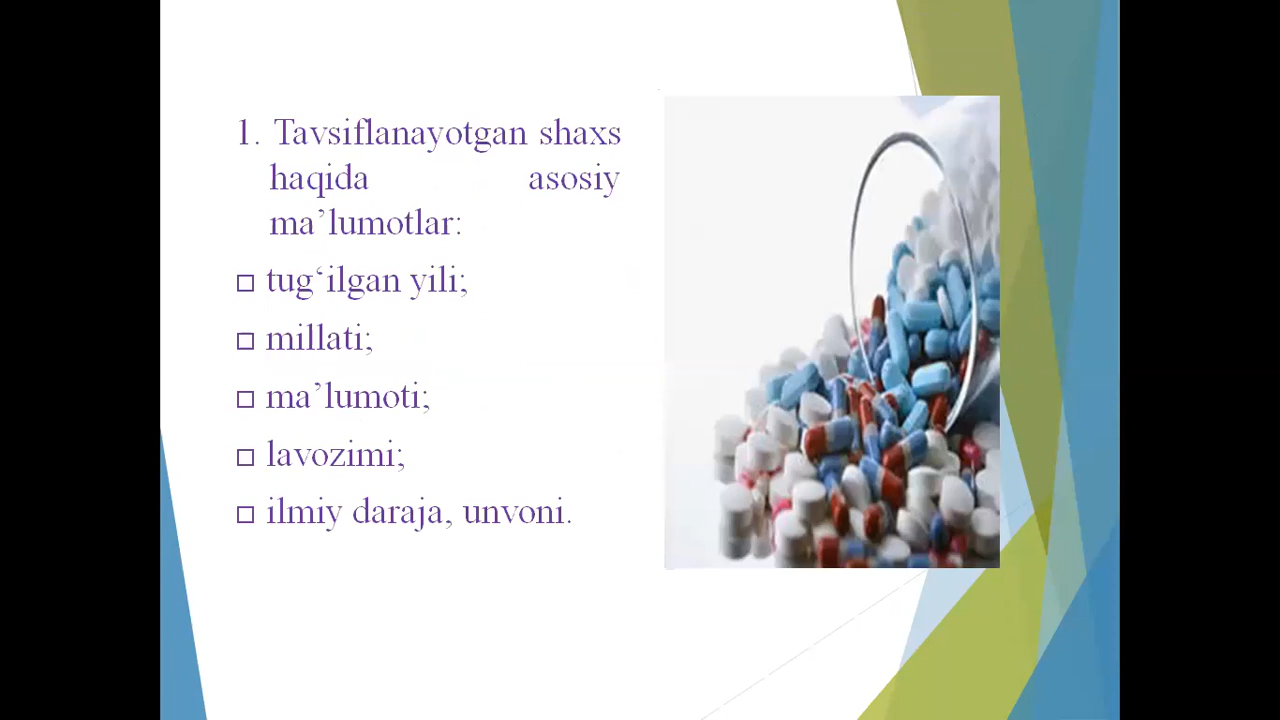 1. Tavsiflanayotgan shaxs
haqida asosiy
ma’lumotlar:
□ tug‘ilgan yili;
□ millati;
□ ma’lumoti;
□ lavozimi;
□ ilmiy daraja, unvoni.